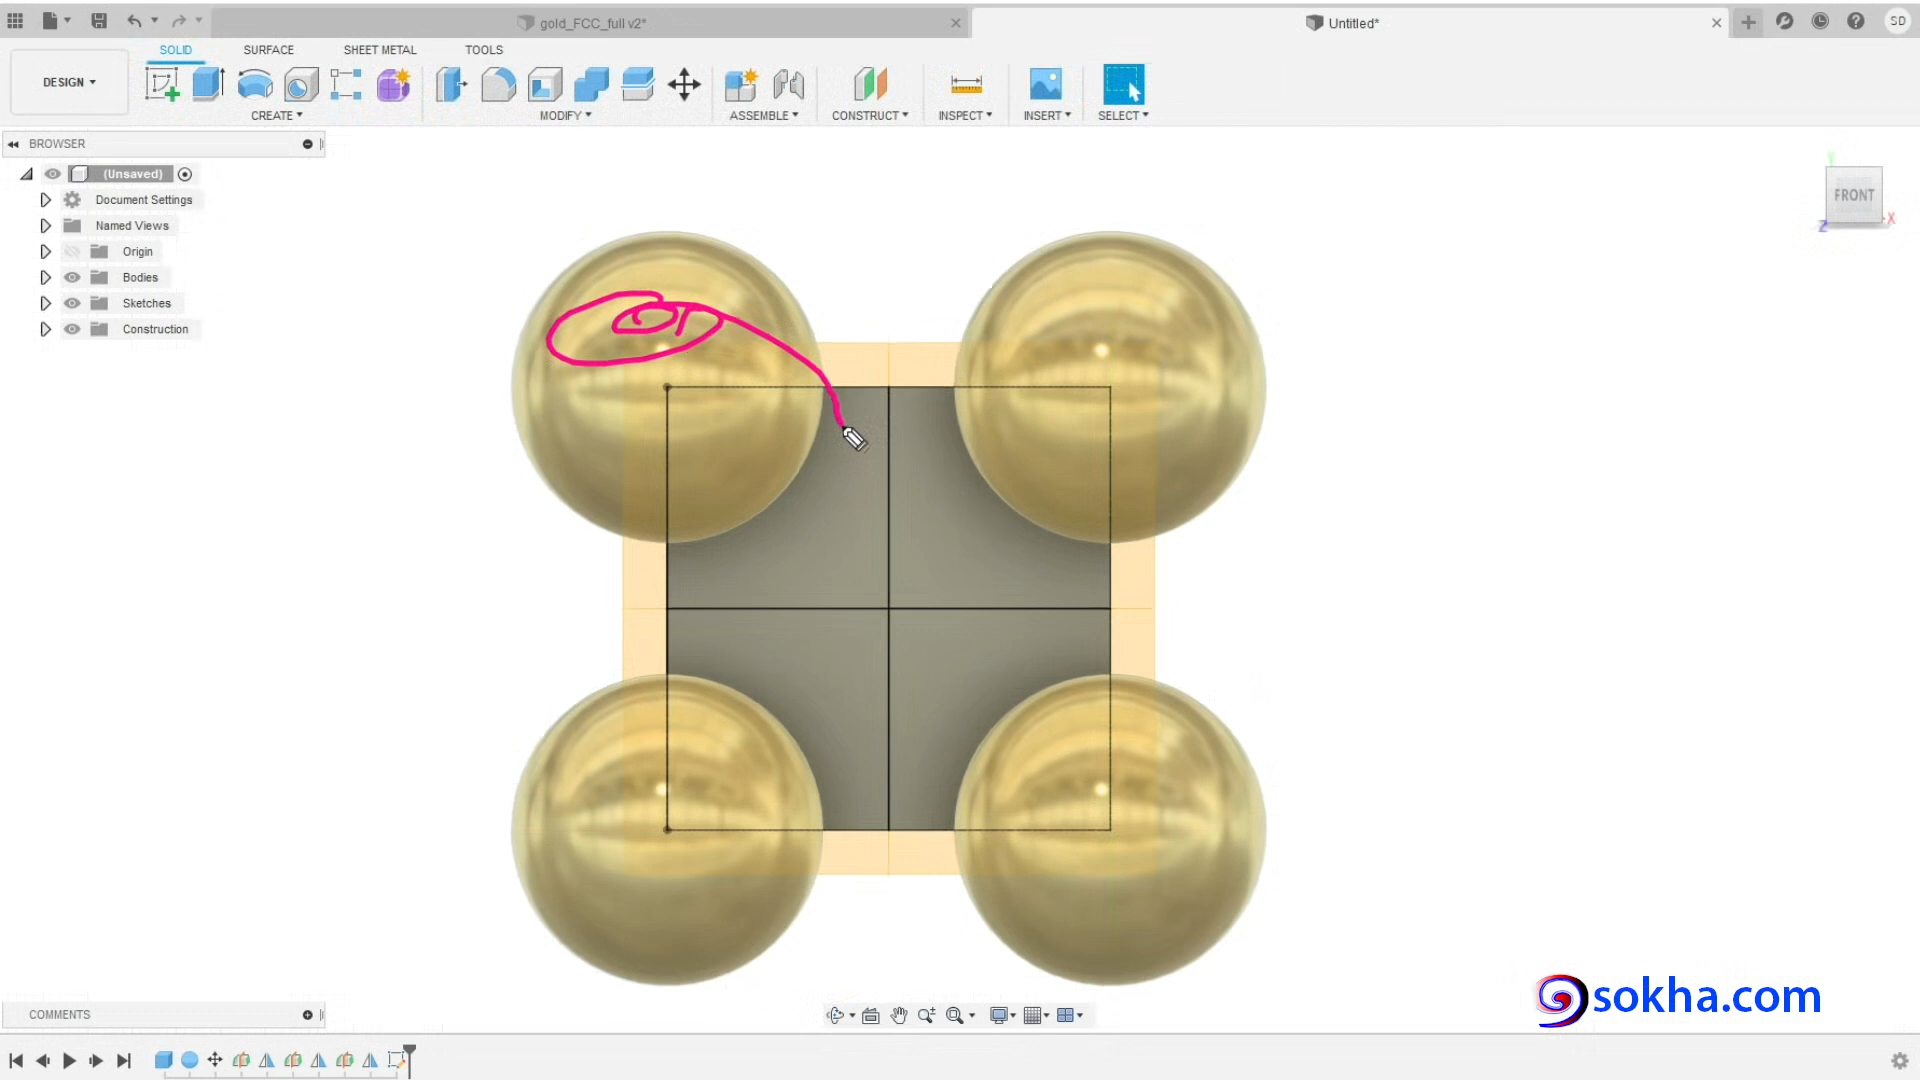 gold_FCC_full v2*
Untitled*
SD
SOLID
SURFACE
SHEET METAL
TOOLS
DESIGN
CREATE
MODIFY
ASSEMBLE
CONSTRUCT
INSPECT
INSERT
SELECT
BROWSER
(Unsaved)
Document Settings
Named Views
Origin
Bodies
Sketches
Construction
FRONT
Y
X
Z
sokha.com
COMMENTS